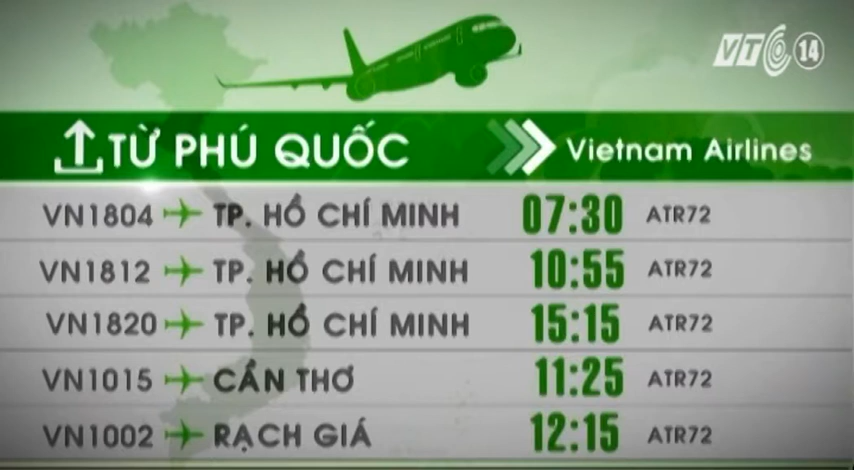 VTC 14
TỪ PHÚ QUỐC Vietnam Airlines
VN1804 TP. HỒ CHÍ MINH 07:30 ATR72
VN1812 TP. HỒ CHÍ MINH 10:55 ATR72
VN1820 TP. HỒ CHÍ MINH 15:15 ATR72
VN1015 CẦN THƠ 11:25 ATR72
VN1002 RẠCH GIÁ 12:15 ATR72